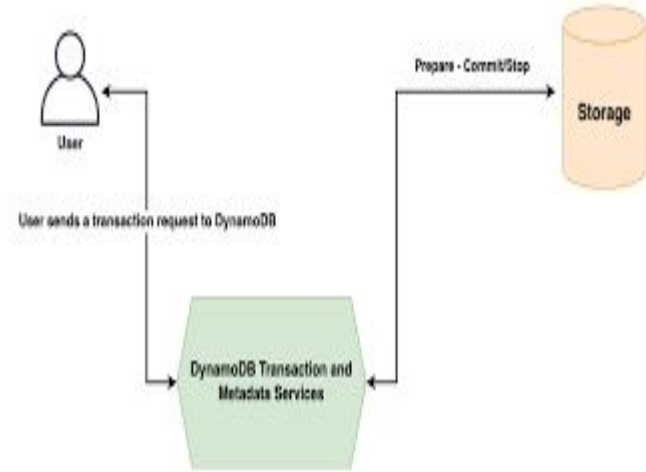 Prepare - Commit/Stop
Storage
User
User sends a transaction request to DynamoDB
DynamoDB Transaction and
Metadata Services